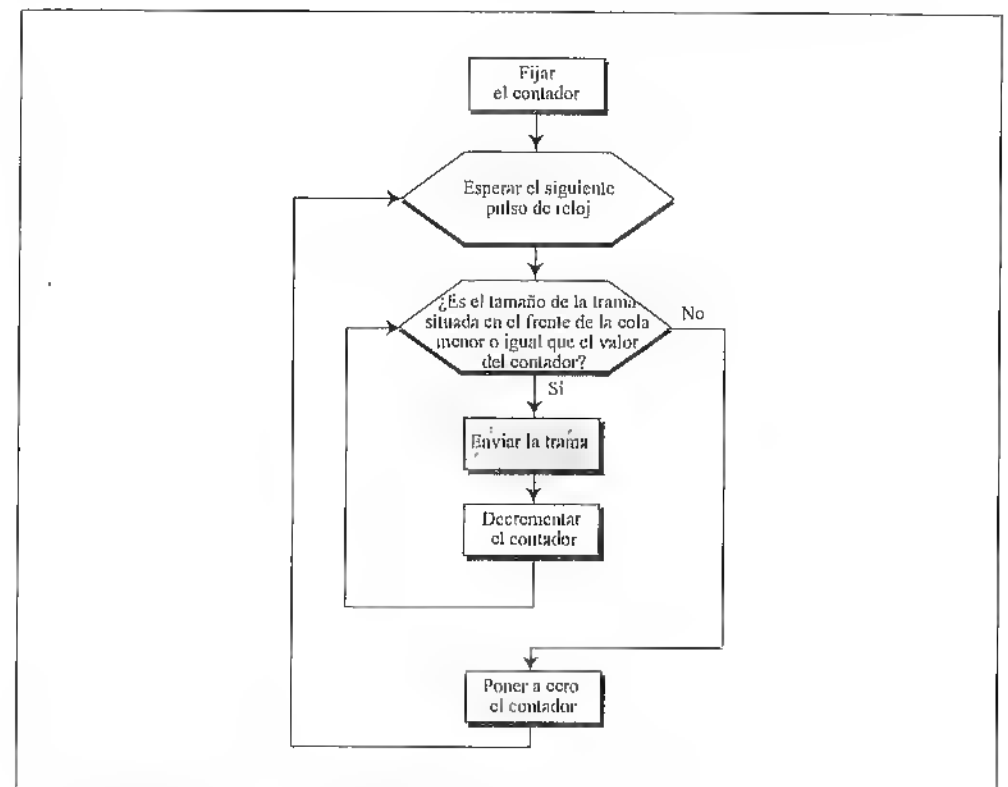 Fijar
el contador
Esperar el siguiente
pulso de reloj
¿Es el tamaño de la trama
situada en el frente de la cola
menor o igual que el valor
del contador?
No
Sí
Enviar la trama
Decrementar
el contador
Poner a cero
el contador